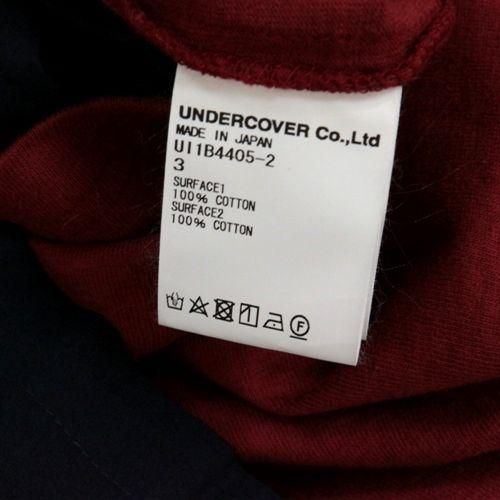 UNDERCOVER Co.,Ltd
MADE IN JAPAN
UI1B4405-2
3
SURFACE1
100% COTTON
SURFACE2
100% COTTON
F